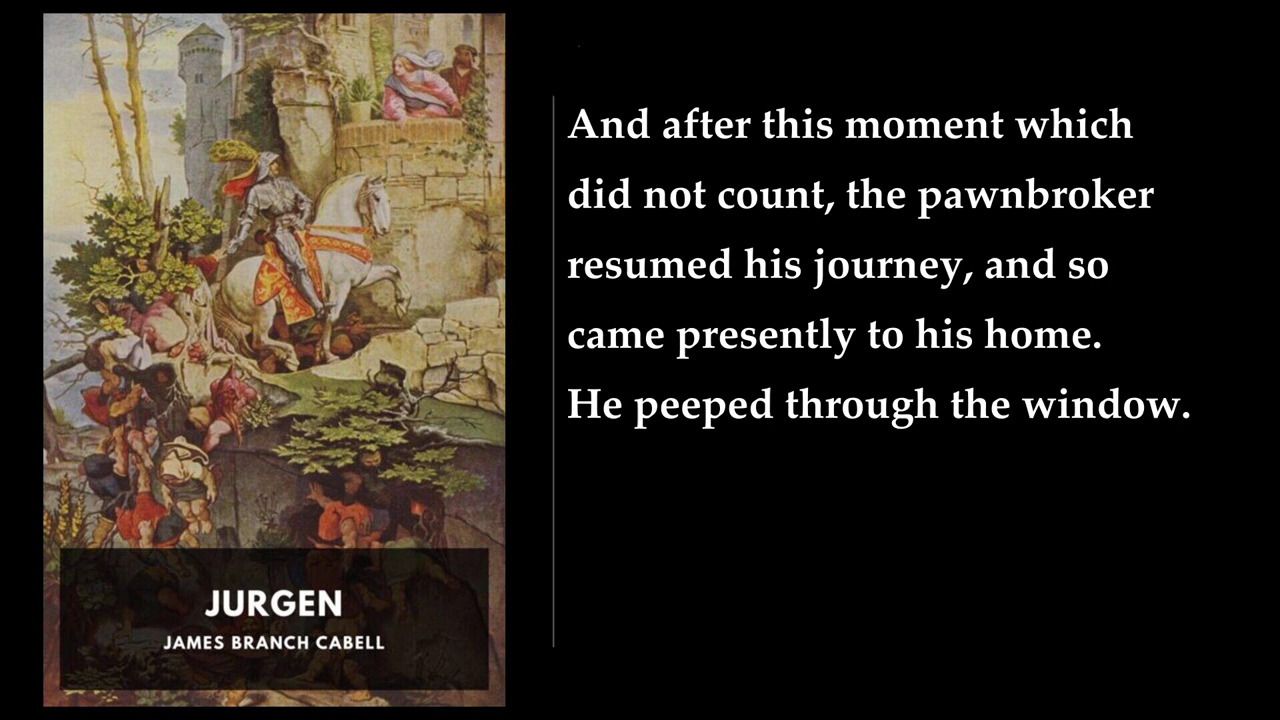 JURGEN
JAMES BRANCH CABELL
And after this moment which
did not count, the pawnbroker
resumed his journey, and so
came presently to his home.
He peeped through the window.